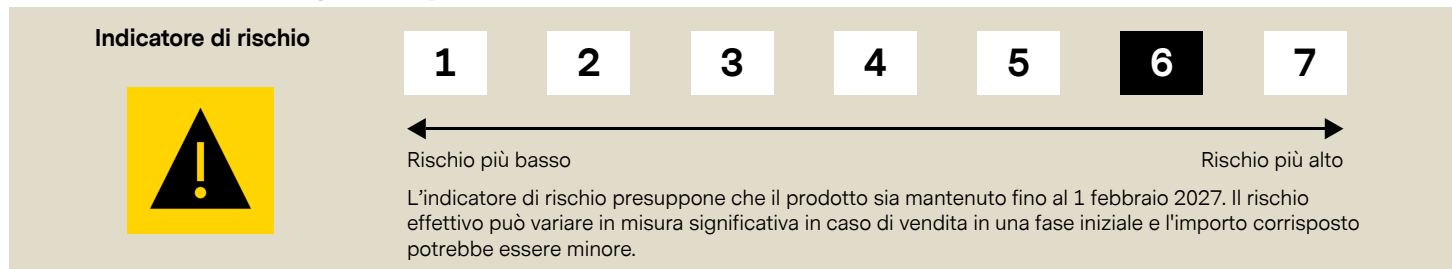 Indicatore di rischio
1 2 3 4 5 6 7
Rischio più basso
Rischio più alto
L'indicatore di rischio presuppone che il prodotto sia mantenuto fino al 1 febbraio 2027. Il rischio
effettivo può variare in misura significativa in caso di vendita in una fase iniziale e l'importo corrisposto
potrebbe essere minore.